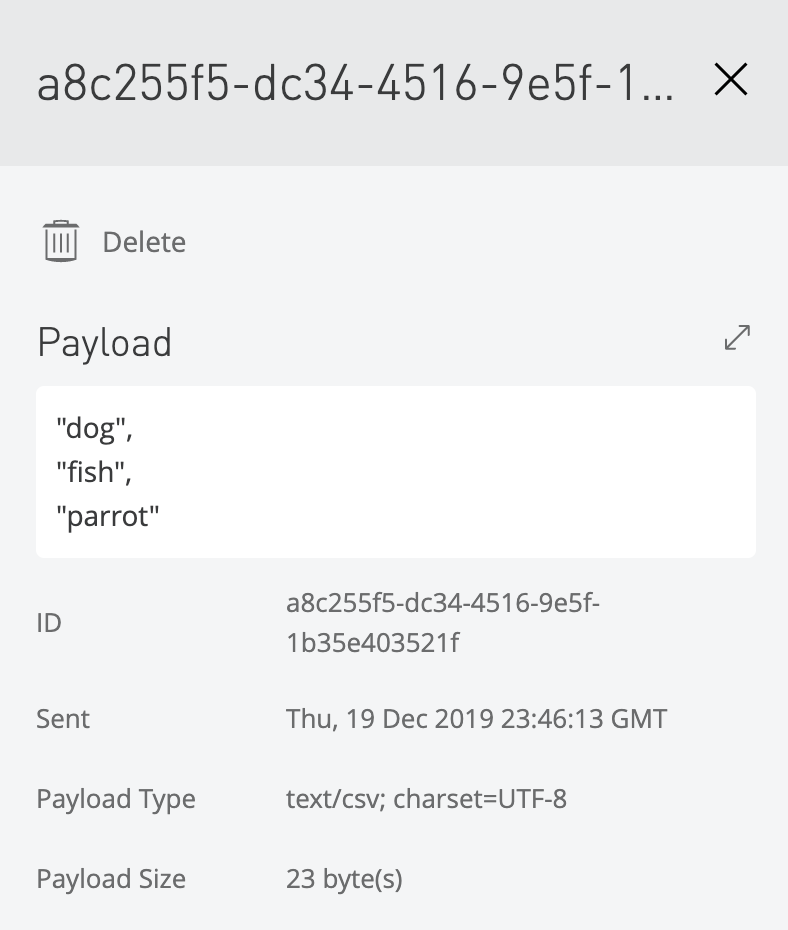 a8c255f5-dc34-4516-9e5f-1...
Delete
Payload
"dog",
"fish",
"parrot"
ID
a8c255f5-dc34-4516-9e5f-
1b35e403521f
Sent
Thu, 19 Dec 2019 23:46:13 GMT
Payload Type
text/csv; charset=UTF-8
Payload Size
23 byte(s)